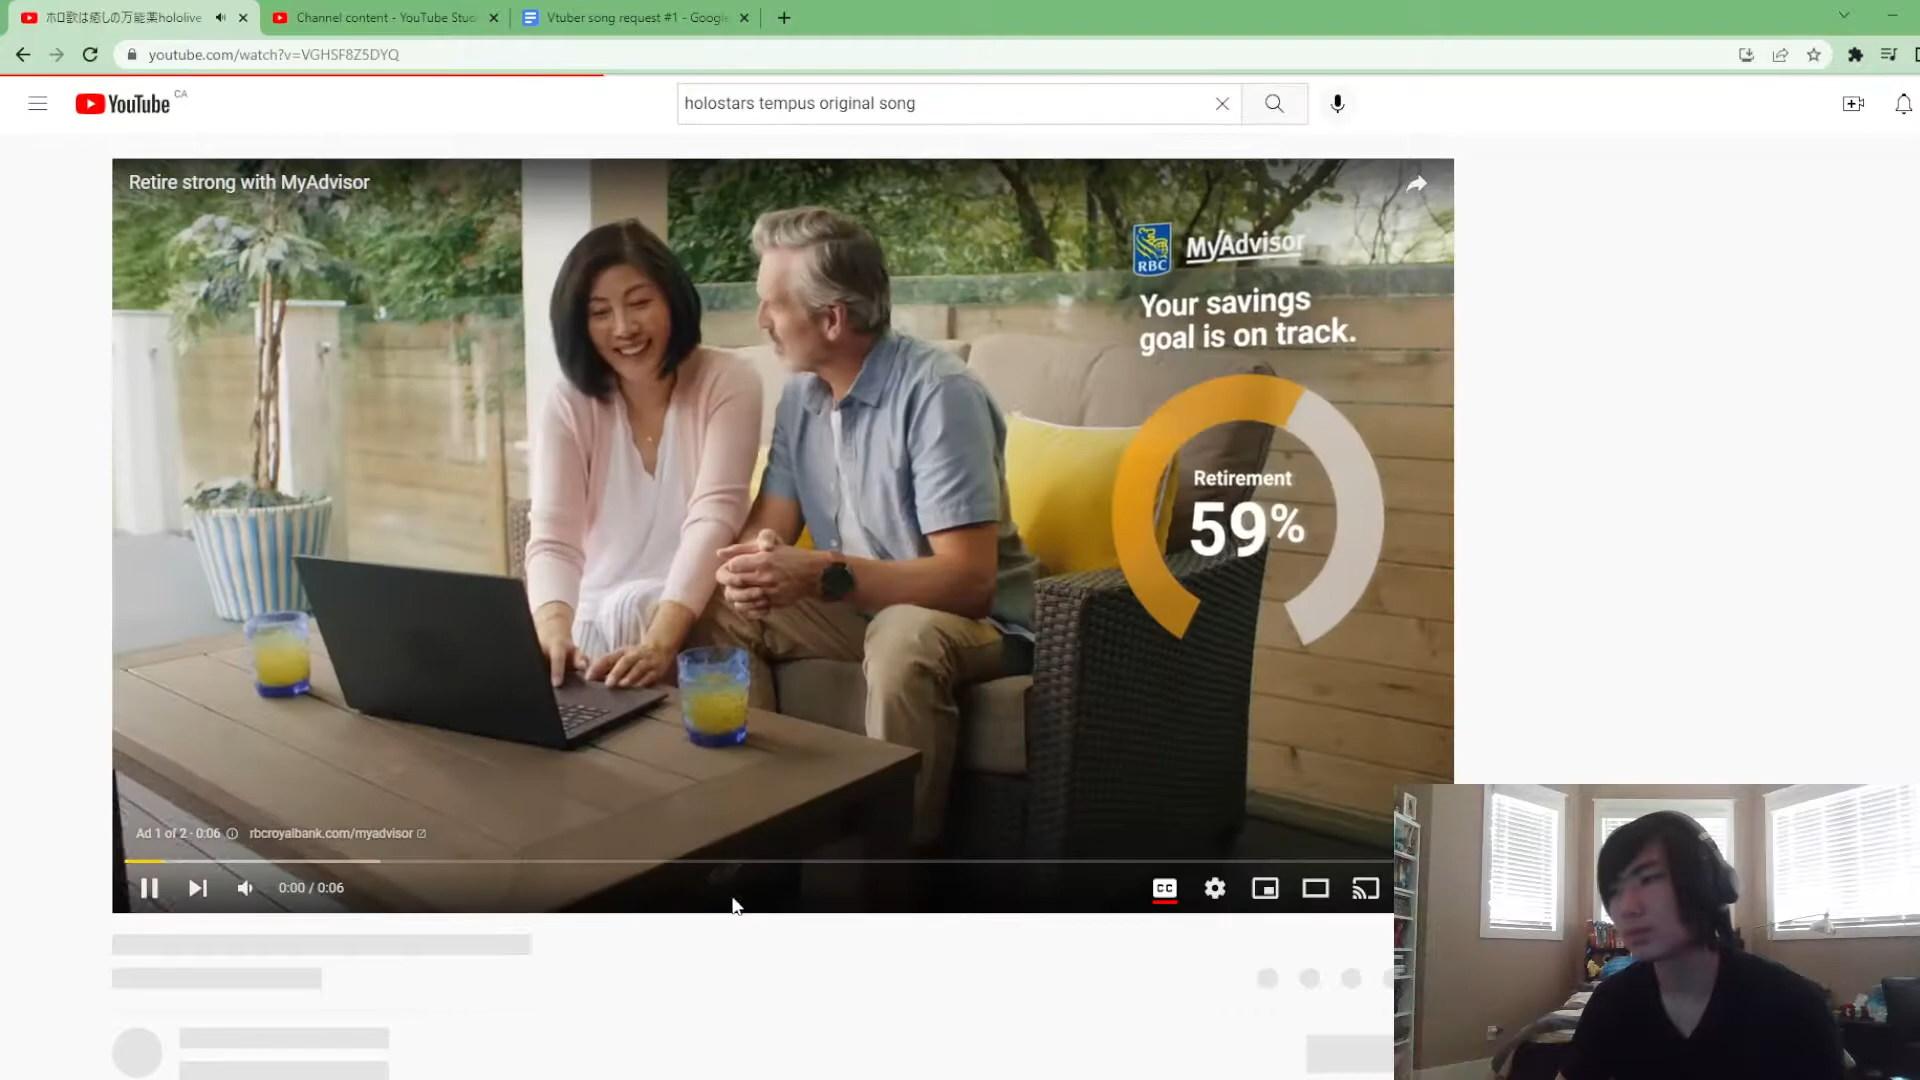 ホロ歌は癒しの万能薬hololive
Channel content - YouTube Stu
Vtuber song request #1 - Google
youtube.com/watch?v=VGHSF8Z5DYQ
YouTube
CA
holostars tempus original song
Retire strong with MyAdvisor
RBC
MyAdvisor
Your savings
goal is on track.
Retirement
59%
Ad 1 of 2 · 0:06
rbcroyalbank.com/myadvisor
0:00 / 0:06
CC